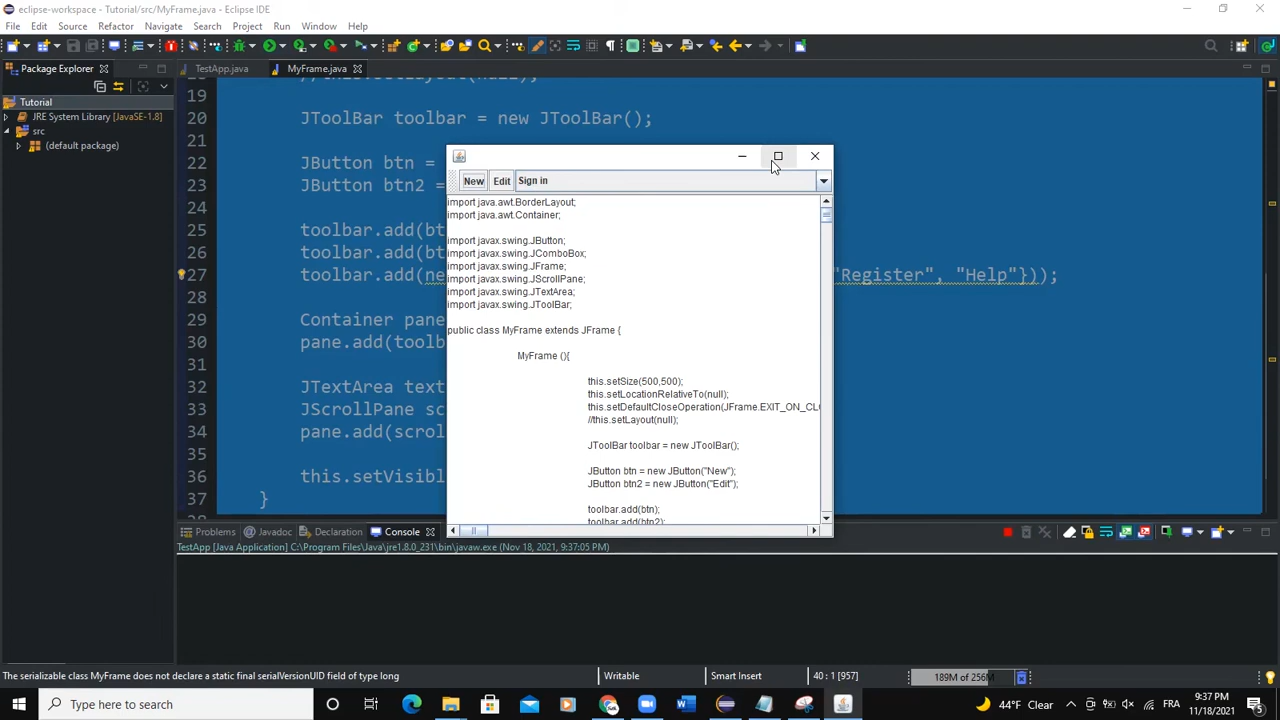 eclipse-workspace - Tutorial/src/MyFrame.java - Eclipse IDE
File Edit Source Refactor Navigate Search Project Run Window Help
Package Explorer
TestApp.java MyFrame.java
Tutorial
JRE System Library [JavaSE-1.8]
src
(default package)
19
20 JToolBar toolbar = new JToolBar();
21
22 JButton btn =
23 JButton btn2 =
24
25 toolbar.add(bt
26 toolbar.add(bt
27 toolbar.add(ne "Register", "Help"}));
28
29 Container pane
30 pane.add(toolb
31
32 JTextArea text
33 JScrollPane sc
34 pane.add(scrol
35
36 this.setVisibl
37 }
New Edit Sign in
import java.awt.BorderLayout;
import java.awt.Container;
import javax.swing.JButton;
import javax.swing.JComboBox;
import javax.swing.JFrame;
import javax.swing.JScrollPane;
import javax.swing.JTextArea;
import javax.swing.JToolBar;
public class MyFrame extends JFrame {
MyFrame (){
this.setSize(500,500);
this.setLocationRelativeTo(null);
this.setDefaultCloseOperation(JFrame.EXIT_ON_CLO
//this.setLayout(null);
JToolBar toolbar = new JToolBar();
JButton btn = new JButton("New");
JButton btn2 = new JButton("Edit");
toolbar.add(btn);
toolbar.add(btn2);
Problems Javadoc Declaration Console
TestApp [Java Application] C:\Program Files\Java\jre1.8.0_231\bin\javaw.exe (Nov 18, 2021, 9:37:05 PM)
The serializable class MyFrame does not declare a static final serialVersionUID field of type long Writable Smart Insert 40 : 1 [957] 189M of 256M
Type here to search 44°F Clear FRA 9:37 PM
11/18/2021